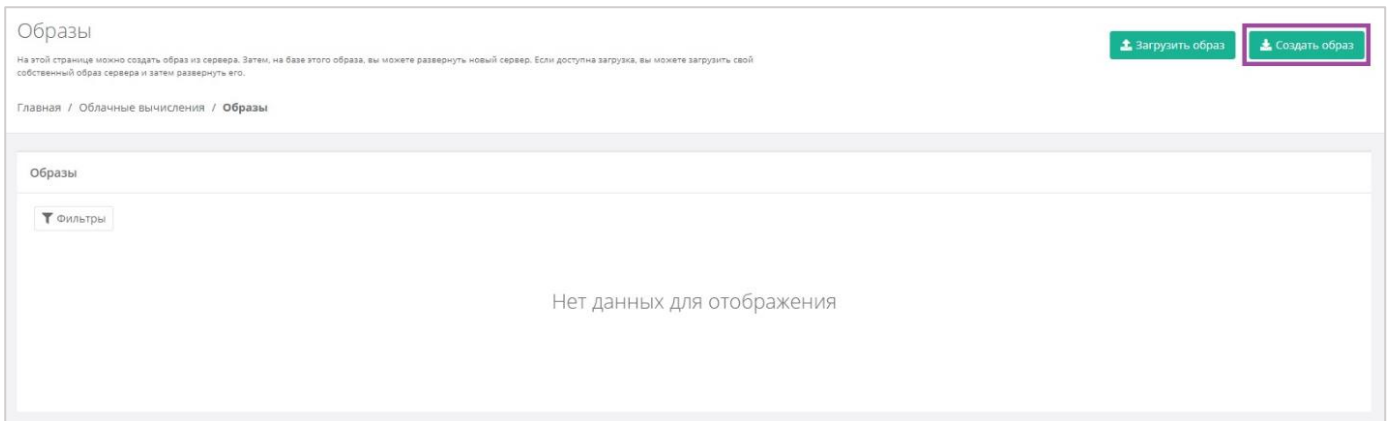 Образы
Загрузить образ
Создать образ
На этой странице можно создать образ из сервера. Затем, на базе этого образа, вы можете развернуть новый сервер. Если доступна загрузка, вы можете загрузить свой
собственный образ сервера и затем развернуть его.
Главная / Облачные вычисления / Образы
Образы
Фильтры
Нет данных для отображения